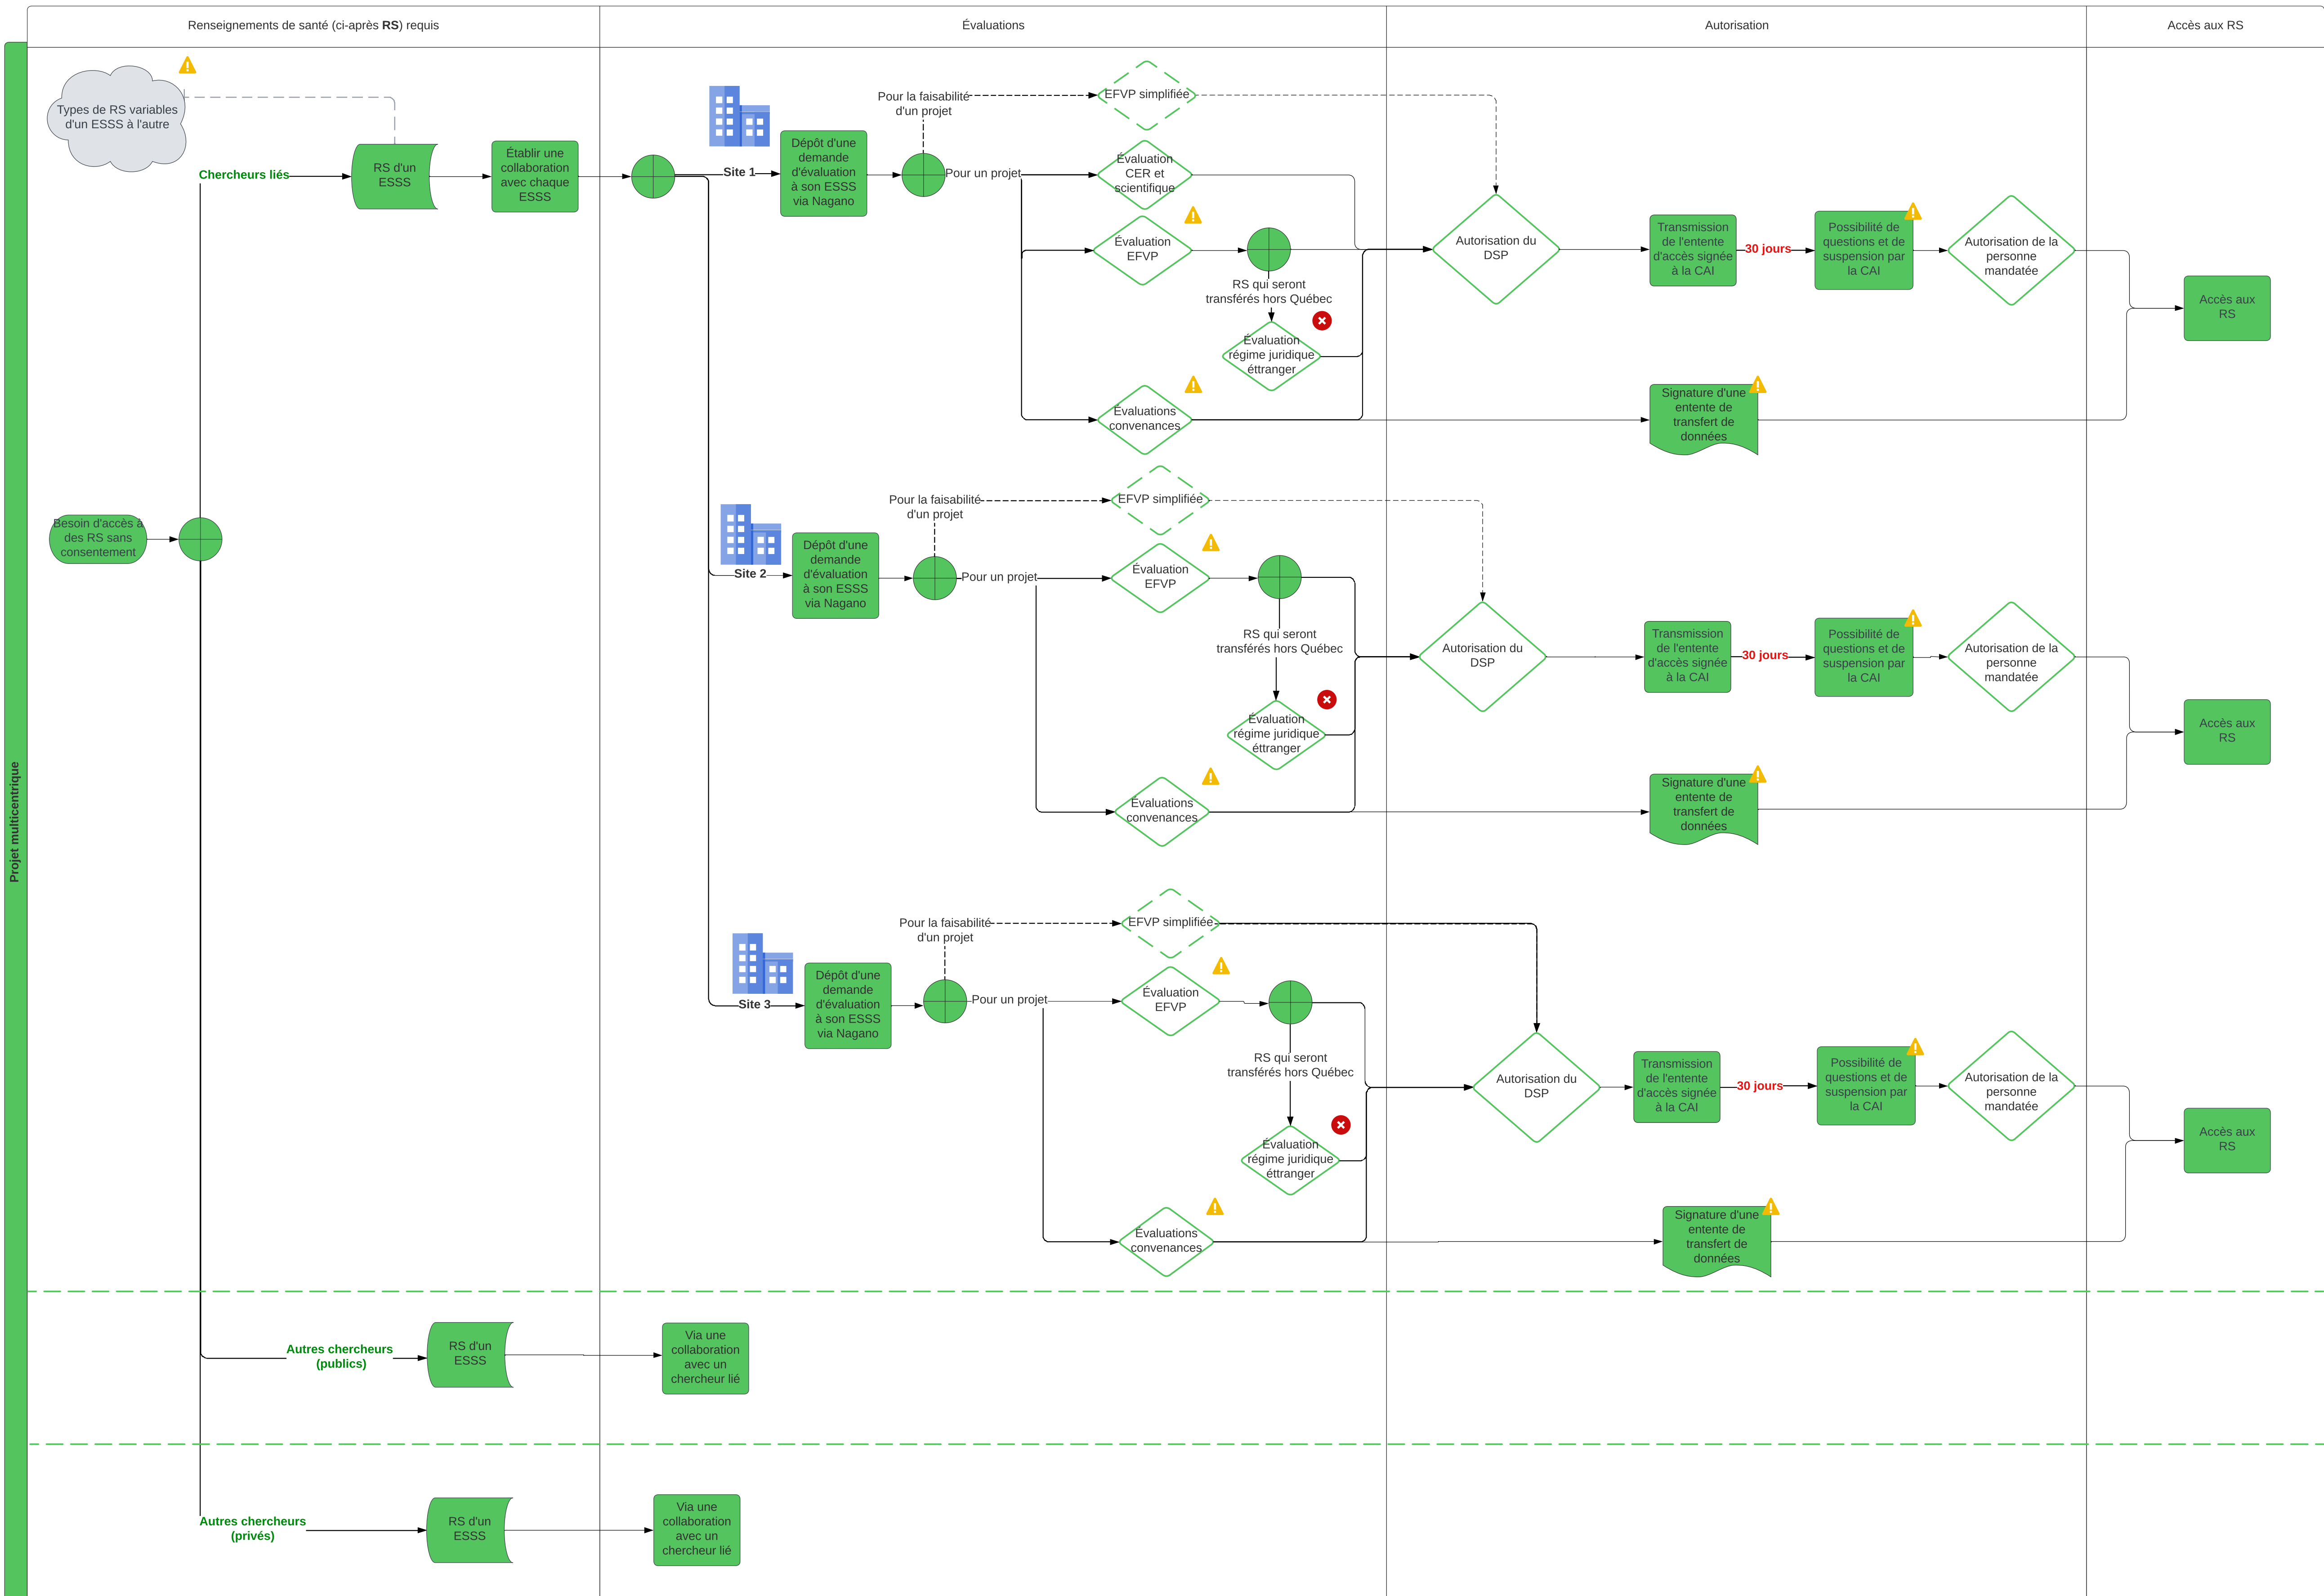 Renseignements de santé (ci-après RS) requis
Évaluations
Autorisation
Accès aux RS
Projet multicentrique
Types de RS variables
d'un ESSS à l'autre
Besoin d'accès à
des RS sans
consentement
Chercheurs liés
RS d'un
ESSS
Établir une
collaboration
avec chaque
ESSS
Site 1
Dépôt d'une
demande
d'évaluation
à son ESSS
via Nagano
Pour la faisabilité
d'un projet
Pour un projet
EFVP simplifiée
Évaluation
CER et
scientifique
Évaluation
EFVP
RS qui seront
transférés hors Québec
Évaluation
régime juridique
éttranger
Évaluations
convenances
Autorisation du
DSP
Transmission
de l'entente
d'accès signée
à la CAI
30 jours
Possibilité de
questions et de
suspension par
la CAI
Autorisation de la
personne
mandatée
Signature d'une
entente de
transfert de
données
Accès aux
RS
Site 2
Dépôt d'une
demande
d'évaluation
à son ESSS
via Nagano
Pour la faisabilité
d'un projet
Pour un projet
EFVP simplifiée
Évaluation
EFVP
RS qui seront
transférés hors Québec
Évaluation
régime juridique
éttranger
Évaluations
convenances
Autorisation du
DSP
Transmission
de l'entente
d'accès signée
à la CAI
30 jours
Possibilité de
questions et de
suspension par
la CAI
Autorisation de la
personne
mandatée
Signature d'une
entente de
transfert de
données
Accès aux
RS
Site 3
Dépôt d'une
demande
d'évaluation
à son ESSS
via Nagano
Pour la faisabilité
d'un projet
Pour un projet
EFVP simplifiée
Évaluation
EFVP
RS qui seront
transférés hors Québec
Évaluation
régime juridique
éttranger
Évaluations
convenances
Autorisation du
DSP
Transmission
de l'entente
d'accès signée
à la CAI
30 jours
Possibilité de
questions et de
suspension par
la CAI
Autorisation de la
personne
mandatée
Signature d'une
entente de
transfert de
données
Accès aux
RS
Autres chercheurs
(publics)
RS d'un
ESSS
Via une
collaboration
avec un
chercheur lié
Autres chercheurs
(privés)
RS d'un
ESSS
Via une
collaboration
avec un
chercheur lié